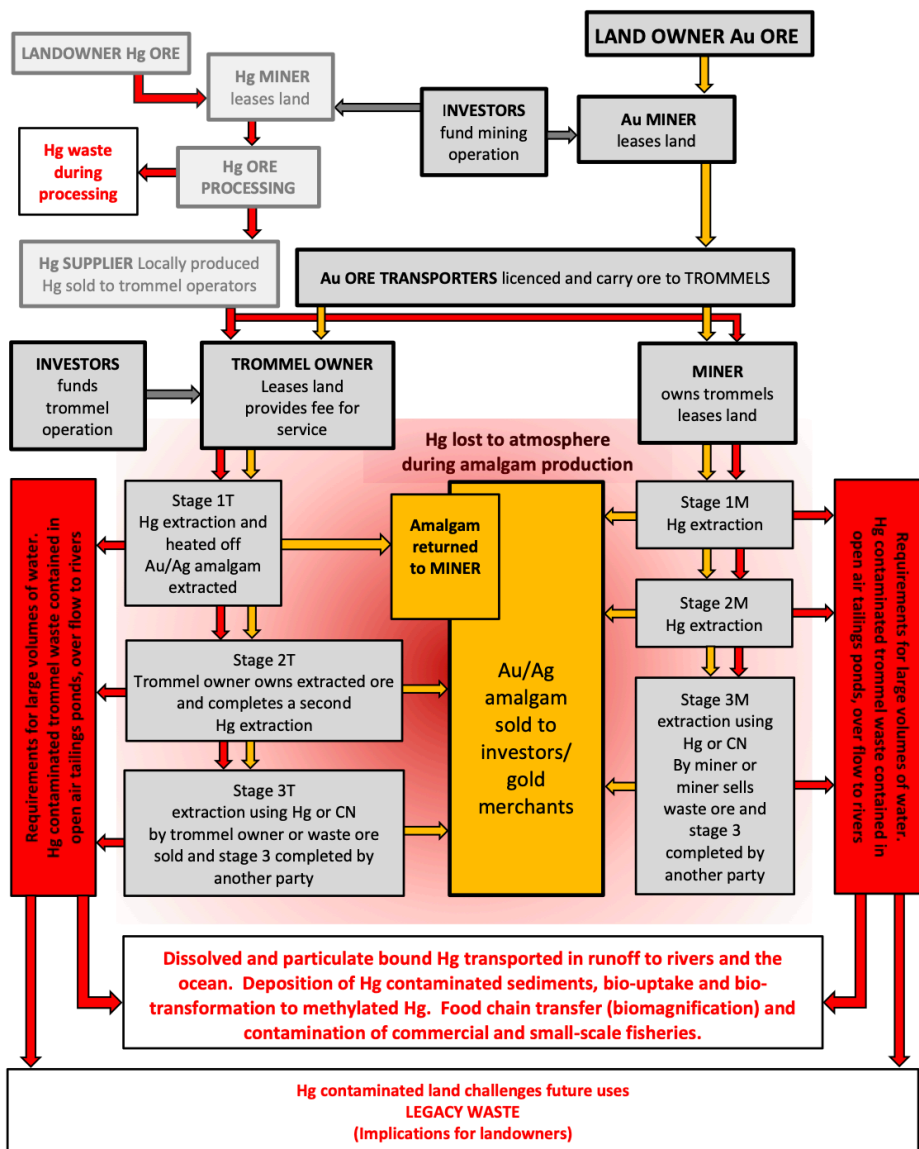 LANDOWNER Hg ORE
LAND OWNER Au ORE
Hg MINER
leases land
INVESTORS
fund mining
operation
Au MINER
leases land
Hg waste
during
processing
Hg ORE
PROCESSING
Hg SUPPLIER Locally produced
Hg sold to trommel operators
Au ORE TRANSPORTERS licenced and carry ore to TROMMELS
INVESTORS
funds
trommel
operation
TROMMEL OWNER
Leases land
provides fee for
service
MINER
owns trommels
leases land
Hg lost to atmosphere
during amalgam production
Requirements for large volumes of water.
Hg contaminated trommel waste contained in
open air tailings ponds, over flow to rivers
Stage 1T
Hg extraction and
heated off
Au/Ag amalgam
extracted
Amalgam
returned
to MINER
Stage 1M
Hg extraction
Stage 2M
Hg extraction
Stage 2T
Trommel owner owns extracted ore
and completes a second
Hg extraction
Au/Ag
amalgam
sold to
investors/
gold
merchants
Stage 3M
extraction using
Hg or CN
By miner or
miner sells
waste ore and
stage 3
completed by
another party
Stage 3T
extraction using Hg or CN
by trommel owner or waste ore
sold and stage 3 completed by
another party
Requirements for large volumes of water.
Hg contaminated trommel waste contained in
open air tailings ponds, over flow to rivers
Dissolved and particulate bound Hg transported in runoff to rivers and the
ocean. Deposition of Hg contaminated sediments, bio-uptake and bio-
transformation to methylated Hg. Food chain transfer (biomagnification) and
contamination of commercial and small-scale fisheries.
Hg contaminated land challenges future uses
LEGACY WASTE
(Implications for landowners)